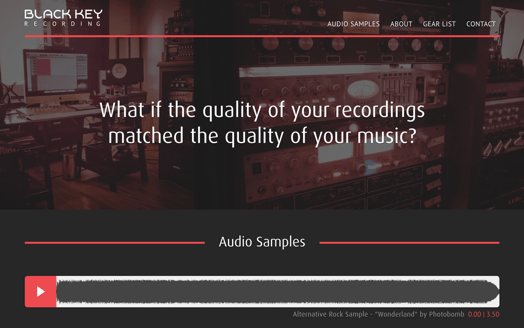 BLACK KEY
RECORDING
AUDIO SAMPLES ABOUT GEAR LIST CONTACT
What if the quality of your recordings
matched the quality of your music?
Audio Samples
Alternative Rock Sample - "Wonderland" by Photobomb 0:00 | 3:50